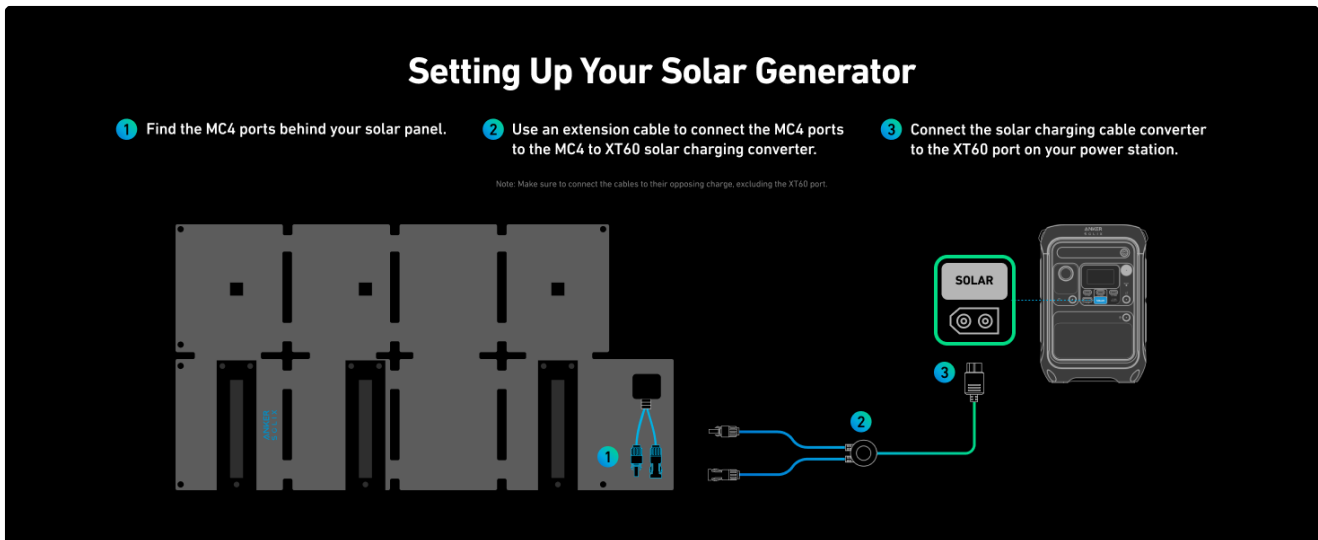 Setting Up Your Solar Generator
1 Find the MC4 ports behind your solar panel.
2 Use an extension cable to connect the MC4 ports
to the MC4 to XT60 solar charging converter.
Note: Make sure to connect the cables to their opposing charge, excluding the XT60 port.
3 Connect the solar charging cable converter
to the XT60 port on your power station.
ANKER
SOLIX
SOLAR
3
2
1
ANKER
SOLIX